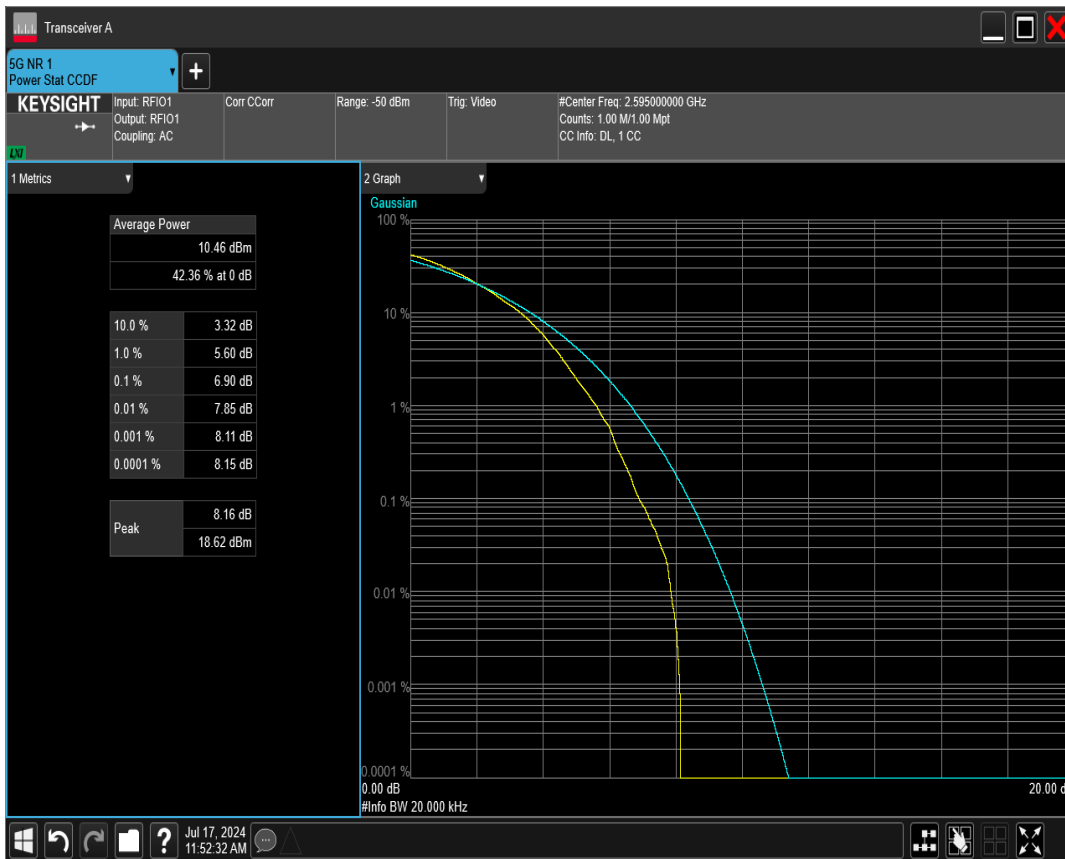 Transceiver A
5G NR 1
Power Stat CCDF
KEYSIGHT
LXI
Input: RFIO1
Output: RFIO1
Coupling: AC
Corr CCorr
Range: -50 dBm
Trig: Video
#Center Freq: 2.595000000 GHz
Counts: 1.00 M/1.00 Mpt
CC Info: DL, 1 CC
1 Metrics
Average Power
10.46 dBm
42.36 % at 0 dB
10.0 % 3.32 dB
1.0 % 5.60 dB
0.1 % 6.90 dB
0.01 % 7.85 dB
0.001 % 8.11 dB
0.0001 % 8.15 dB
Peak
8.16 dB
18.62 dBm
2 Graph
Gaussian
100 %
10 %
1 %
0.1 %
0.01 %
0.001 %
0.0001 %
0.00 dB
20.00 d
#Info BW 20.000 kHz
?
Jul 17, 2024
11:52:32 AM